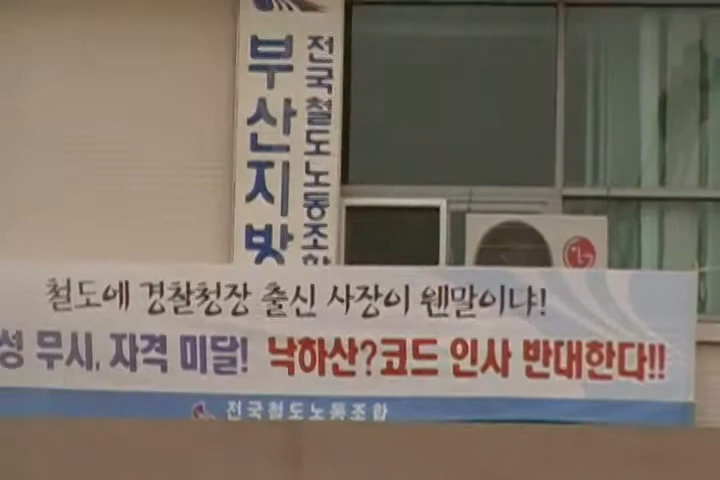 전국철도노동조합
부산지방
철도에 경찰청장 출신 사장이 웬말이냐!
성 무시, 자격 미달! 낙하산?코드 인사 반대한다!!
전국철도노동조합
LG